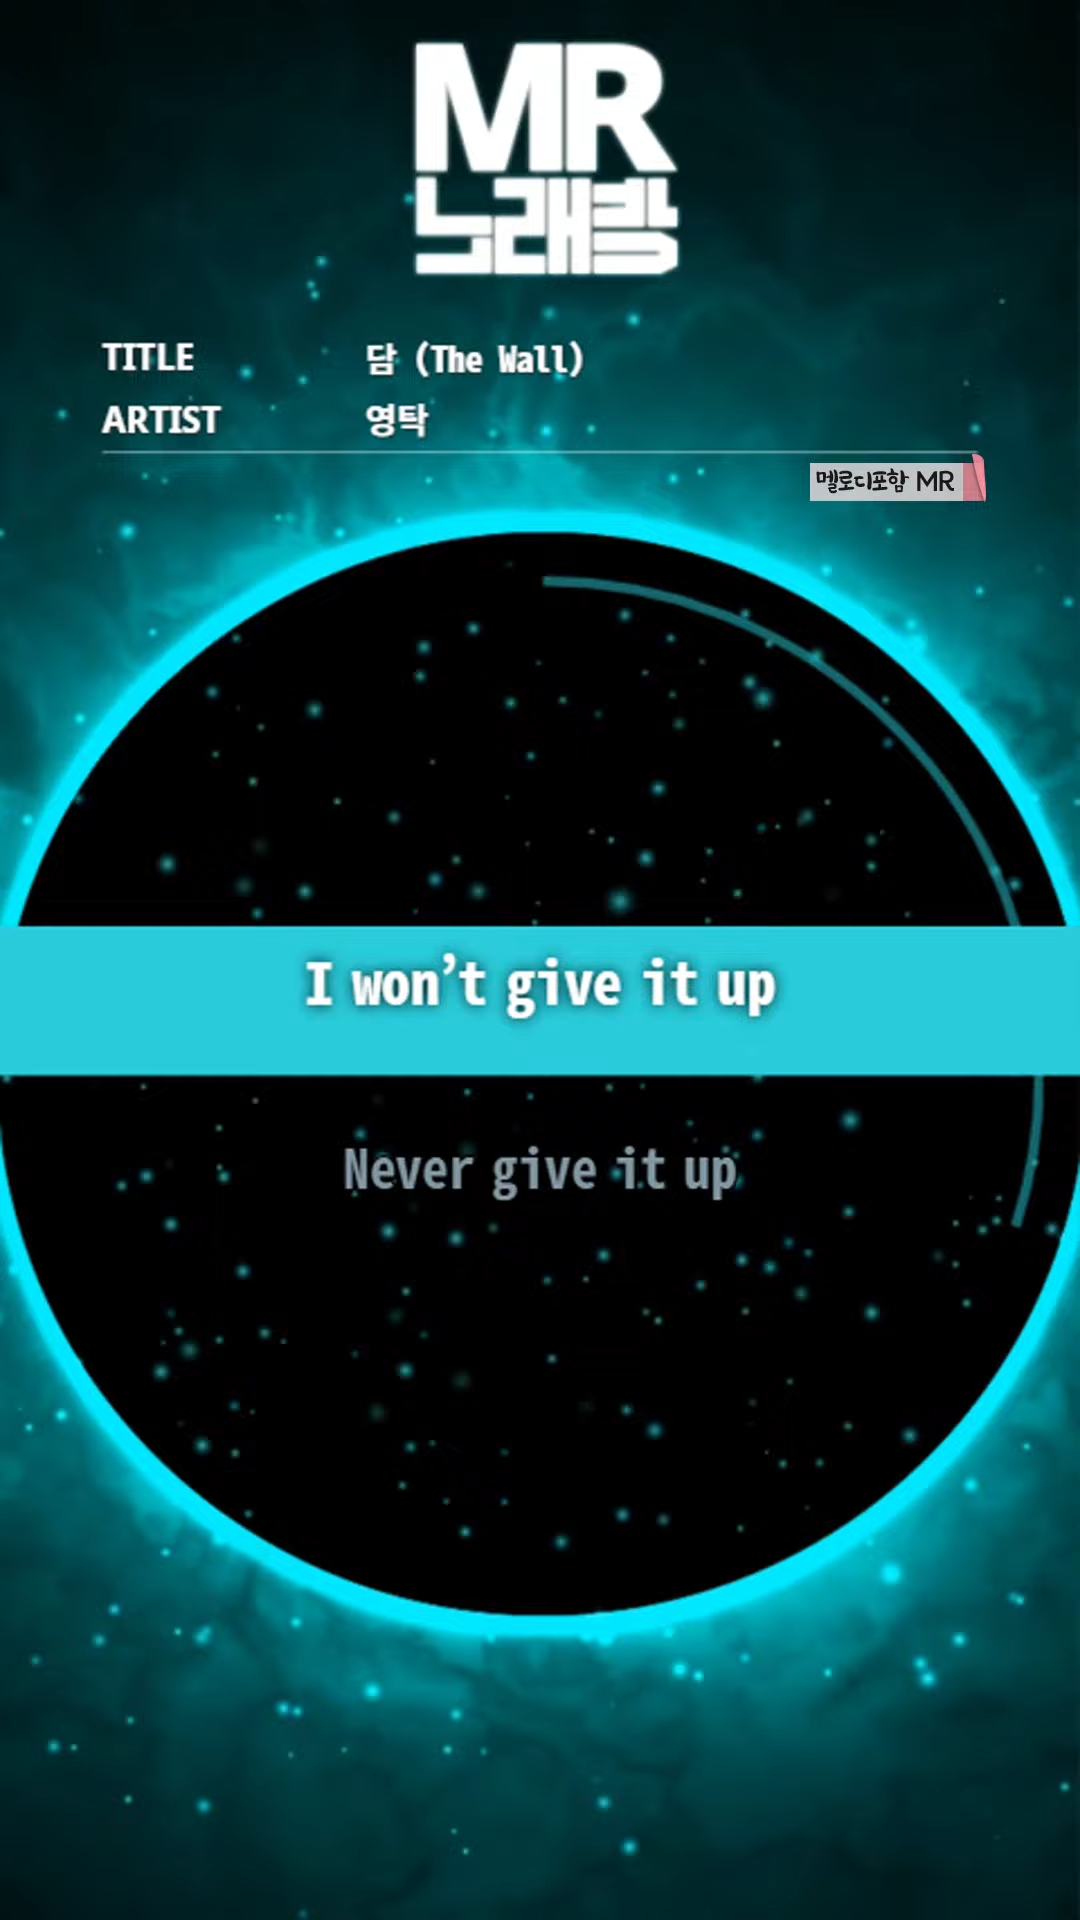 MR
노래방
TITLE 담 (The Wall)
ARTIST 영탁
멜로디포함 MR
I won’t give it up
Never give it up